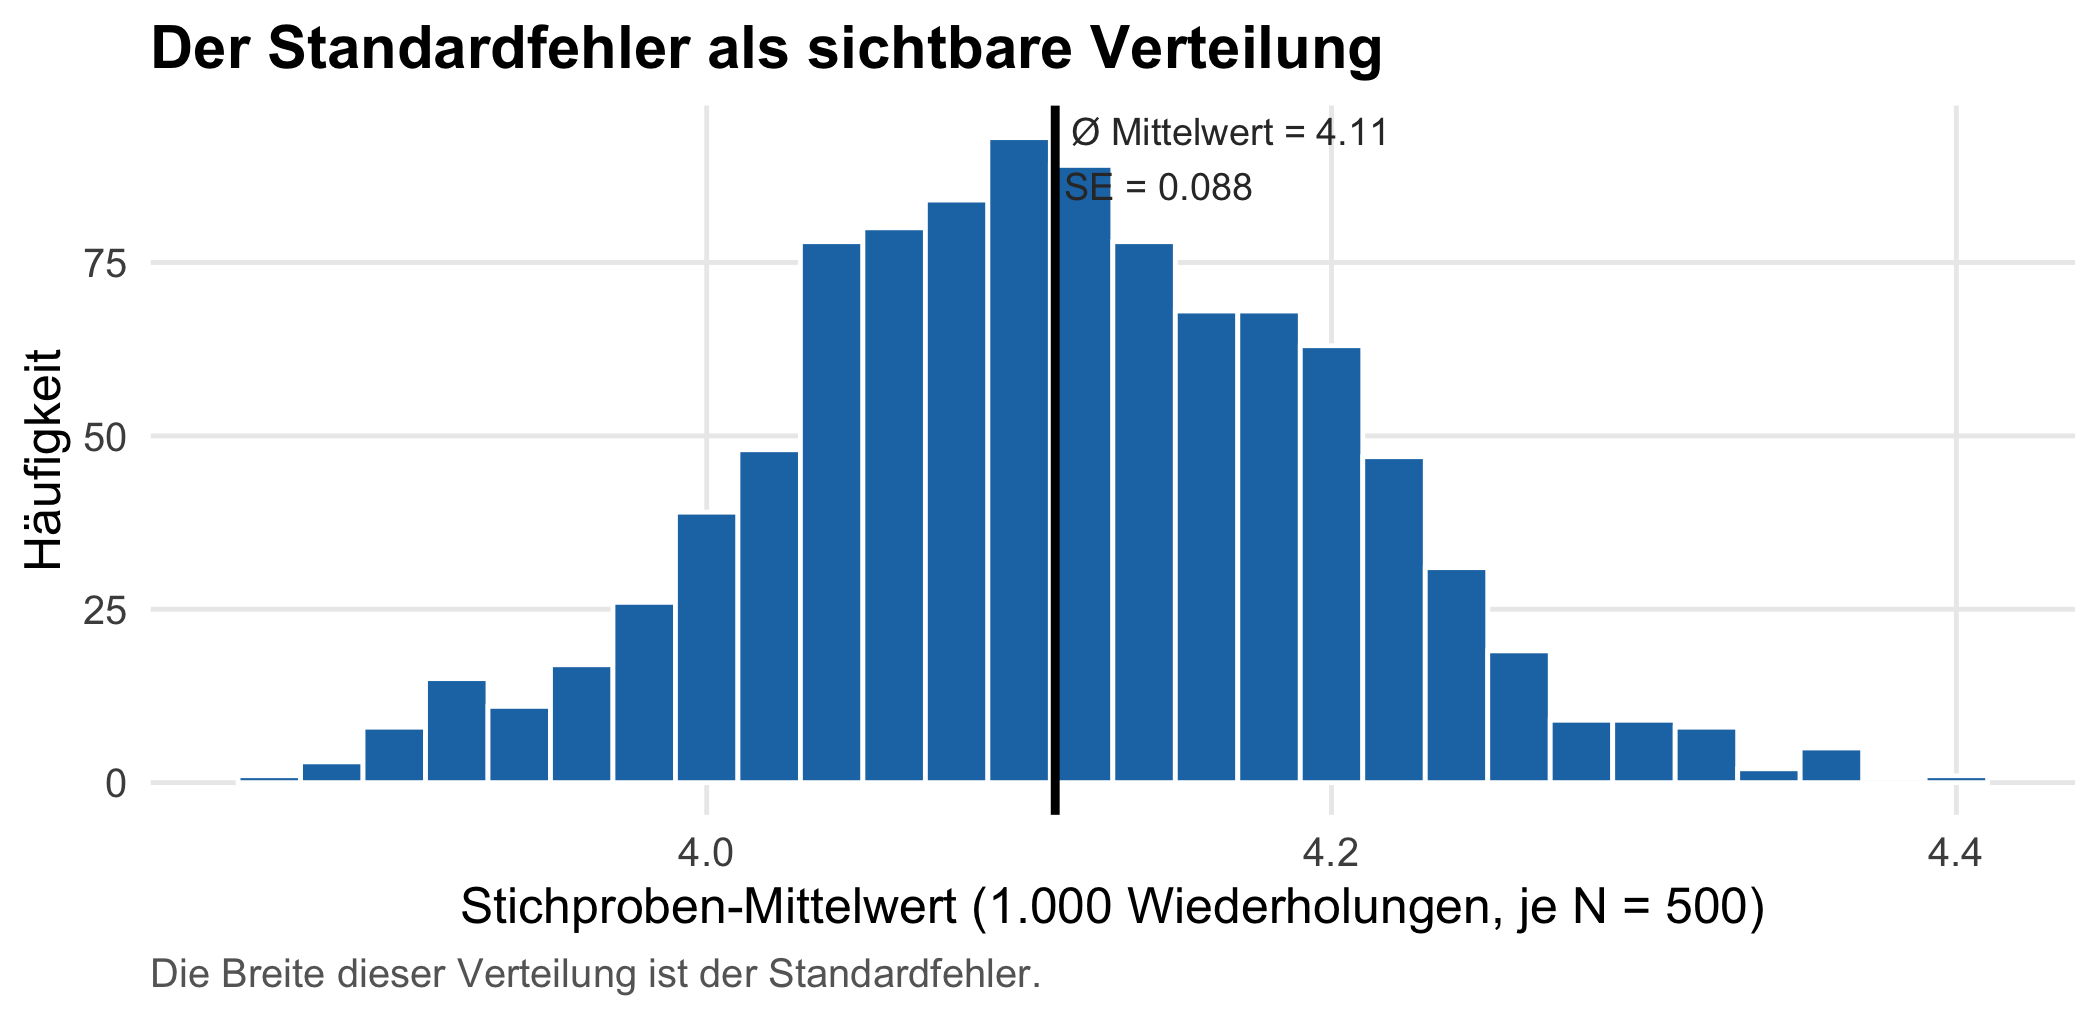 Der Standardfehler als sichtbare Verteilung
Ø Mittelwert = 4.11
SE = 0.088
Häufigkeit
75
50
25
0
4.0
4.2
4.4
Stichproben-Mittelwert (1.000 Wiederholungen, je N = 500)
Die Breite dieser Verteilung ist der Standardfehler.